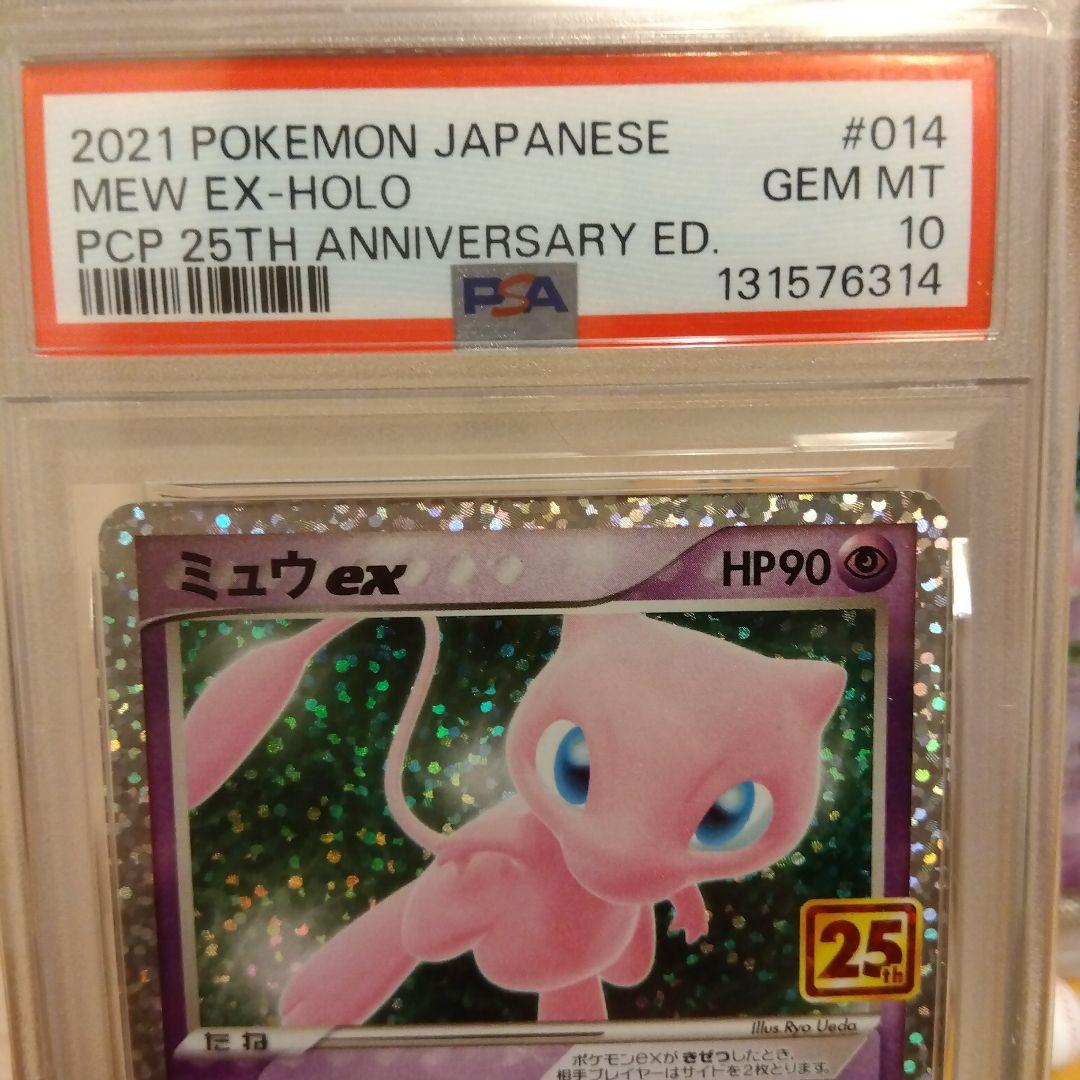 2021 POKEMON JAPANESE #014
MEW EX-HOLO GEM MT
PCP 25TH ANNIVERSARY ED. 10
PSA 131576314
ミュウex HP90
25th
たね Illus. Ryo Ueda
ポケモンexがきぜつしたとき、
相手プレイヤーはサイドを2枚とります。